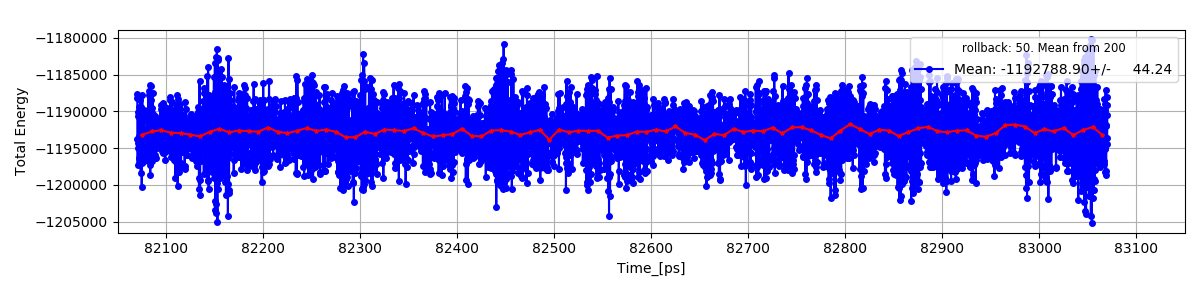 rollback: 50. Mean from 200
Mean: -1192788.90+/-     44.24
Total Energy
−1180000
−1185000
−1190000
−1195000
−1200000
−1205000
82100 82200 82300 82400 82500 82600 82700 82800 82900 83000 83100
Time_[ps]